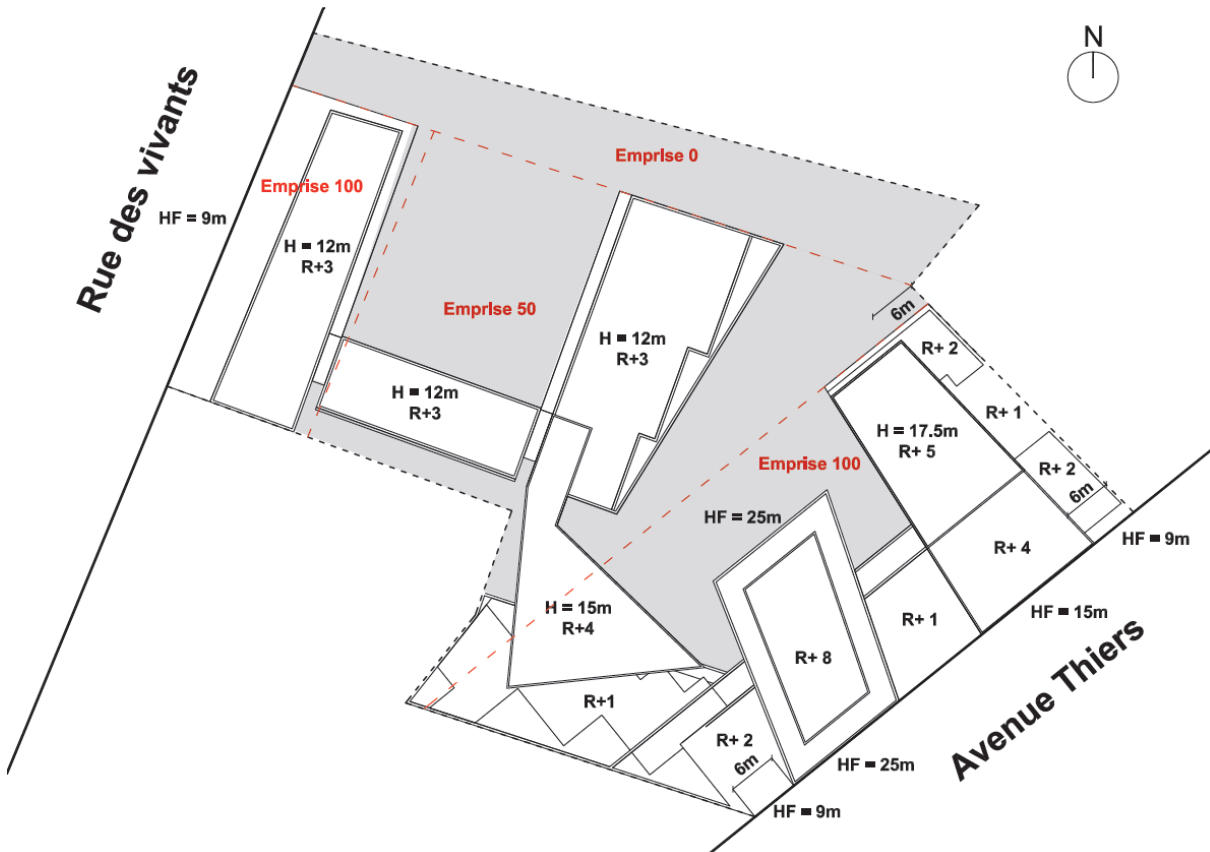 N
Rue des vivants
Emprise 0
Emprise 100
HF = 9m
H = 12m
R+3
Emprise 50
6m
R+ 2
H = 12m
R+3
H = 12m
R+3
R+ 1
H = 17.5m
R+ 5
Emprise 100
R+ 2
6m
HF = 25m
HF = 9m
R+ 4
H = 15m
R+4
HF = 15m
R+ 1
R+ 8
Avenue Thiers
R+1
R+ 2
6m
HF = 25m
HF = 9m